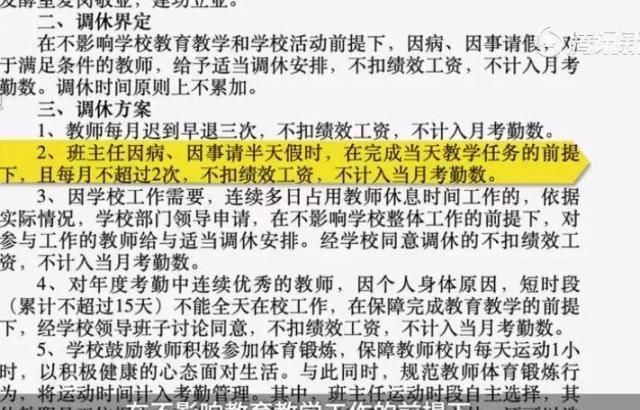 发酵室爱岗敬业，建功立业。
二、调休界定
在不影响学校教育教学和学校活动前提下，因病、因事请假，对
于满足条件的教师，给予适当调休安排，不扣绩效工资，不计入月考
勤数。调休时间原则上不累加。
三、调休方案
1、教师每月迟到早退三次，不扣绩效工资，不计入月考勤数。
2、班主任因病、因事请半天假时，在完成当天教学任务的前提
下，且每月不超过2次，不扣绩效工资，不计入当月考勤数。
3、因学校工作需要，连续多日占用教师休息时间工作的，依据
实际情况，学校部门领导申请，在不影响学校整体工作的前提下，对
参与工作的教师给与适当调休安排。经学校同意调休的不扣绩效工
资，不计入当月考勤数。
4、对年度考勤中连续优秀的教师，因个人身体原因，短时段
（累计不超过15天）不能全天在校工作，在保障完成教育教学的前提
下，经学校领导班子讨论同意，不扣绩效工资，不计入当月考勤数。
5、学校鼓励教师积极参加体育锻炼，保障教师校内每天运动1小
时，以积极健康的心态面对生活。与此同时，规范教师体育锻炼行
为，将运动时间计入考勤管理。其中，班主任运动时段自主选择，其
在不影响教育教学工作的前提下
腾讯新